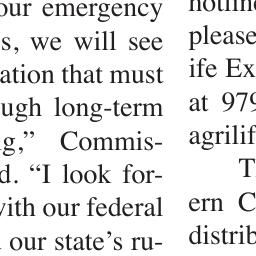 our emergency
s, we will see
ation that must
ugh long-term
g,” Commis-
d. “I look for-
with our federal
our state’s ru-
hotline
please
ife Ex
at 979
agrilif
T
ern C
distrib